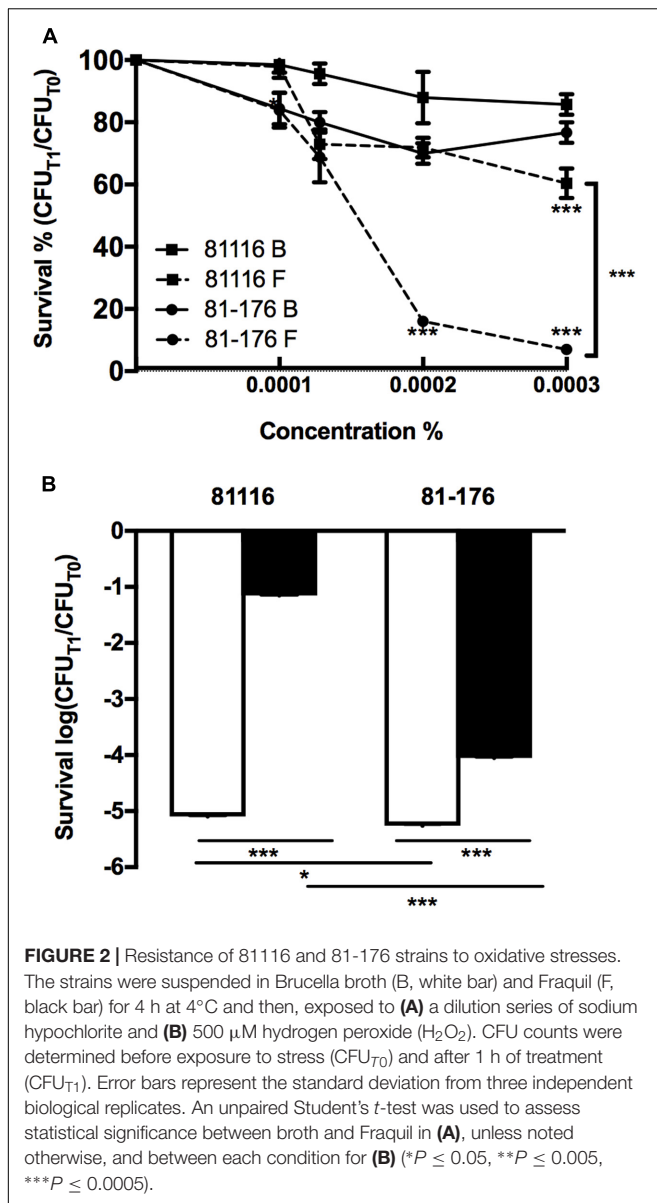 A
Survival % (CFU_T1/CFU_T0)
100
80
60
40
20
0
*
81116 B
81116 F
81-176 B
81-176 F
***
***
***
***
0.0001
0.0002
0.0003
Concentration %
B
81116
81-176
Survival log(CFU_T1/CFU_T0)
0
-1
-2
-3
-4
-5
-6
***
***
*
***
FIGURE 2 | Resistance of 81116 and 81-176 strains to oxidative stresses.
The strains were suspended in Brucella broth (B, white bar) and Fraquil (F,
black bar) for 4 h at 4°C and then, exposed to (A) a dilution series of sodium
hypochlorite and (B) 500 μM hydrogen peroxide (H₂O₂). CFU counts were
determined before exposure to stress (CFU_T0) and after 1 h of treatment
(CFU_T1). Error bars represent the standard deviation from three independent
biological replicates. An unpaired Student's t-test was used to assess
statistical significance between broth and Fraquil in (A), unless noted
otherwise, and between each condition for (B) (*P ≤ 0.05, **P ≤ 0.005,
***P ≤ 0.0005).